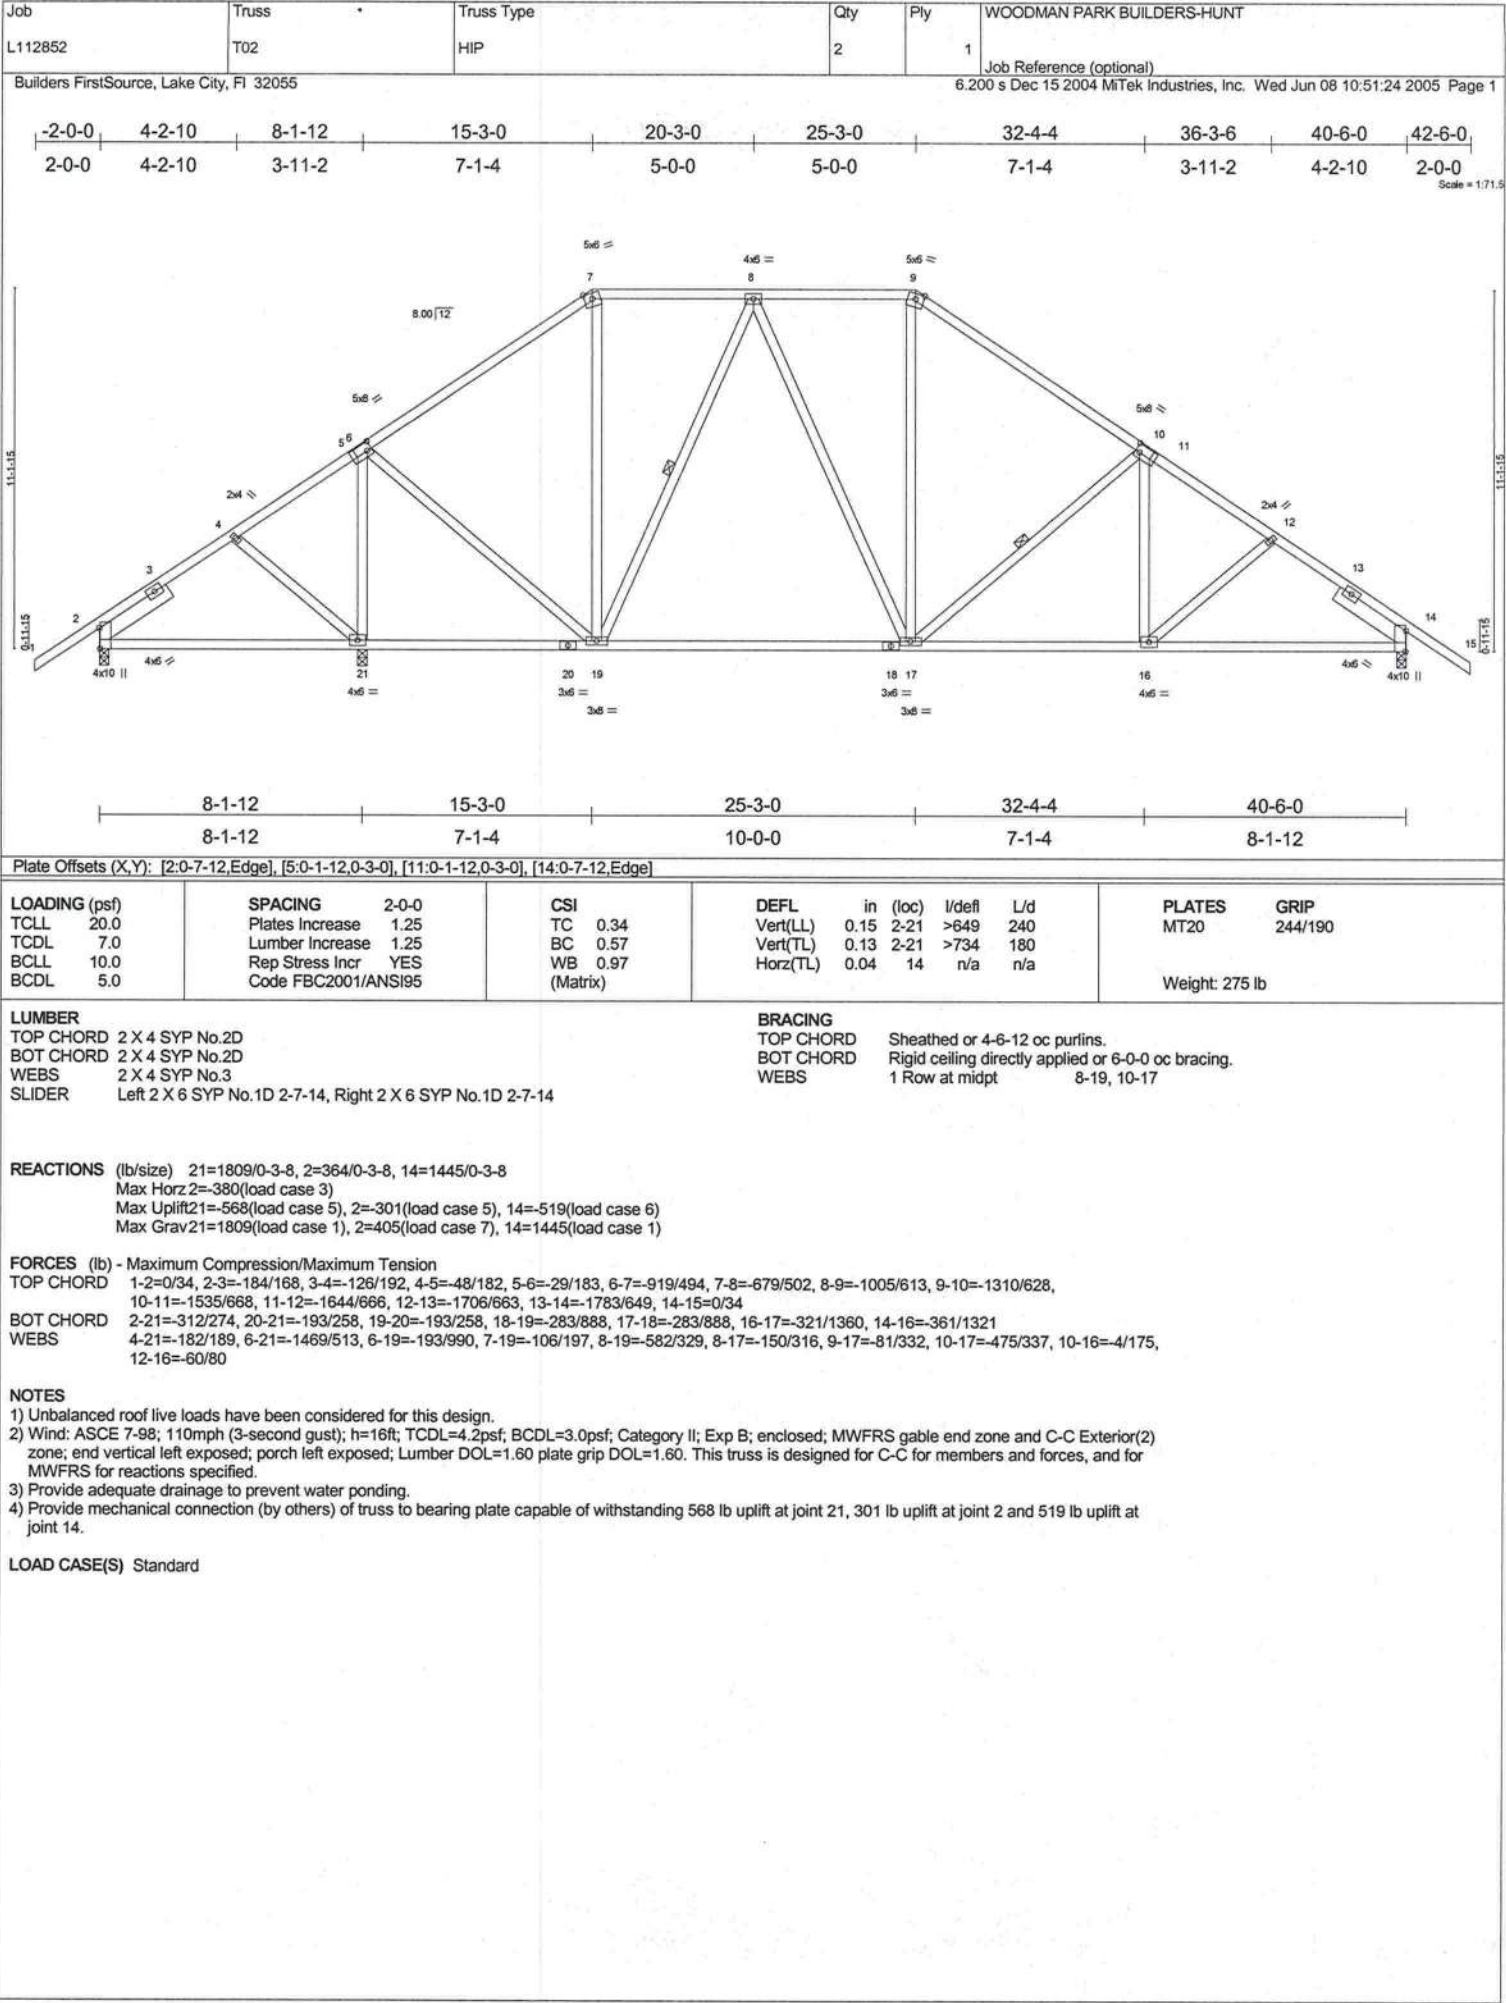 Job Truss Truss Type Qty Ply WOODMAN PARK BUILDERS-HUNT
L112852 T02 HIP 2 1
Job Reference (optional)
Builders FirstSource, Lake City, Fl 32055 6.200 s Dec 15 2004 MiTek Industries, Inc. Wed Jun 08 10:51:24 2005 Page 1
-2-0-0 4-2-10 8-1-12 15-3-0 20-3-0 25-3-0 32-4-4 36-3-6 40-6-0 42-6-0
2-0-0 4-2-10 3-11-2 7-1-4 5-0-0 5-0-0 7-1-4 3-11-2 4-2-10 2-0-0
Scale = 1:71.5
5x6 =
4x6 = 5x6 =
7 8 9
8.00 12
5x8 5x8
5 6 10 11
11-1-15 11-1-15
2x4 2x4
4 12
3 13
2 14
0-11-15 1 15 0-11-15
4x6 4x6
4x10 || 21 20 19 18 17 16 4x10 ||
4x6 = 3x6 = 3x6 = 4x6 =
3x8 = 3x8 =
8-1-12 15-3-0 25-3-0 32-4-4 40-6-0
8-1-12 7-1-4 10-0-0 7-1-4 8-1-12
Plate Offsets (X,Y): [2:0-7-12,Edge], [5:0-1-12,0-3-0], [11:0-1-12,0-3-0], [14:0-7-12,Edge]
LOADING (psf) SPACING 2-0-0 CSI DEFL in (loc) l/defl L/d PLATES GRIP
TCLL 20.0 Plates Increase 1.25 TC 0.34 Vert(LL) 0.15 2-21 >649 240 MT20 244/190
TCDL 7.0 Lumber Increase 1.25 BC 0.57 Vert(TL) 0.13 2-21 >734 180
BCLL 10.0 Rep Stress Incr YES WB 0.97 Horz(TL) 0.04 14 n/a n/a
BCDL 5.0 Code FBC2001/ANSI95 (Matrix) Weight: 275 lb
LUMBER
TOP CHORD 2 X 4 SYP No.2D
BOT CHORD 2 X 4 SYP No.2D
WEBS 2 X 4 SYP No.3
SLIDER Left 2 X 6 SYP No.1D 2-7-14, Right 2 X 6 SYP No.1D 2-7-14
BRACING
TOP CHORD Sheathed or 4-6-12 oc purlins.
BOT CHORD Rigid ceiling directly applied or 6-0-0 oc bracing.
WEBS 1 Row at midpt 8-19, 10-17
REACTIONS (lb/size) 21=1809/0-3-8, 2=364/0-3-8, 14=1445/0-3-8
Max Horz 2=-380(load case 3)
Max Uplift21=-568(load case 5), 2=-301(load case 5), 14=-519(load case 6)
Max Grav21=1809(load case 1), 2=405(load case 7), 14=1445(load case 1)
FORCES (lb) - Maximum Compression/Maximum Tension
TOP CHORD 1-2=0/34, 2-3=-184/168, 3-4=-126/192, 4-5=-48/182, 5-6=-29/183, 6-7=-919/494, 7-8=-679/502, 8-9=-1005/613, 9-10=-1310/628,
10-11=-1535/668, 11-12=-1644/666, 12-13=-1706/663, 13-14=-1783/649, 14-15=0/34
BOT CHORD 2-21=-312/274, 20-21=-193/258, 19-20=-193/258, 18-19=-283/888, 17-18=-283/888, 16-17=-321/1360, 14-16=-361/1321
WEBS 4-21=-182/189, 6-21=-1469/513, 6-19=-193/990, 7-19=-106/197, 8-19=-582/329, 8-17=-150/316, 9-17=-81/332, 10-17=-475/337, 10-16=-4/175,
12-16=-60/80
NOTES
1) Unbalanced roof live loads have been considered for this design.
2) Wind: ASCE 7-98; 110mph (3-second gust); h=16ft; TCDL=4.2psf; BCDL=3.0psf; Category II; Exp B; enclosed; MWFRS gable end zone and C-C Exterior(2)
zone; end vertical left exposed; porch left exposed; Lumber DOL=1.60 plate grip DOL=1.60. This truss is designed for C-C for members and forces, and for
MWFRS for reactions specified.
3) Provide adequate drainage to prevent water ponding.
4) Provide mechanical connection (by others) of truss to bearing plate capable of withstanding 568 lb uplift at joint 21, 301 lb uplift at joint 2 and 519 lb uplift at
joint 14.
LOAD CASE(S) Standard